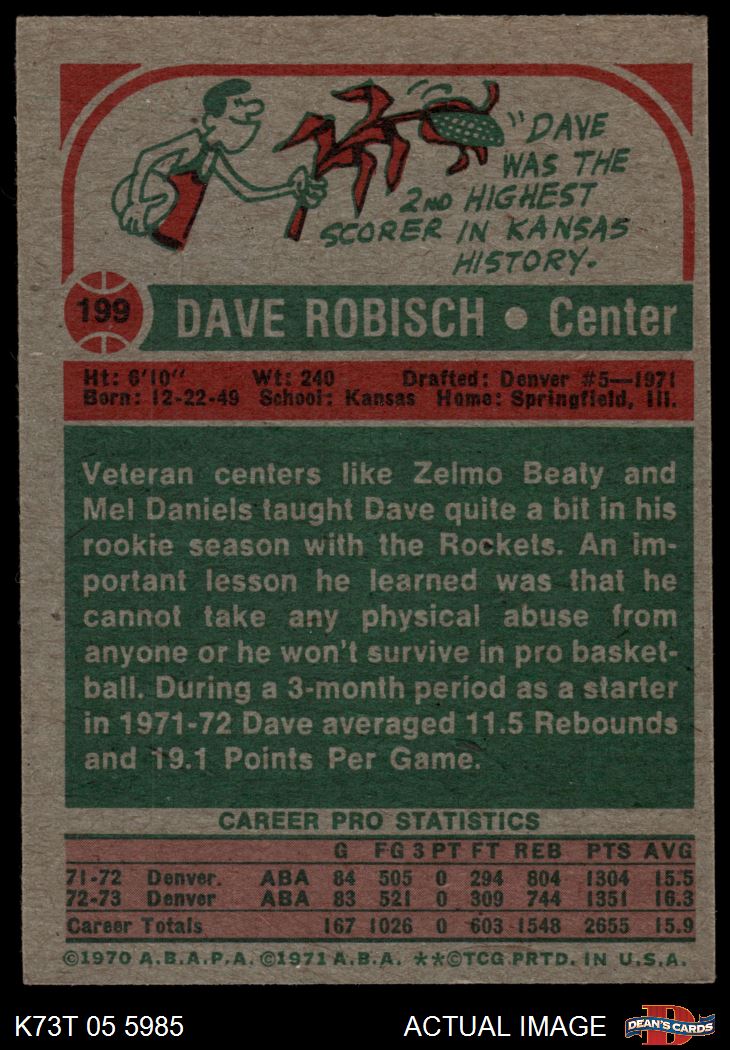 "DAVE
WAS THE
2ND HIGHEST
SCORER IN KANSAS
HISTORY.
199
DAVE ROBISCH • Center
Ht: 6'10" Wt: 240 Drafted: Denver #5—1971
Born: 12-22-49 School: Kansas Home: Springfield, Ill.
Veteran centers like Zelmo Beaty and
Mel Daniels taught Dave quite a bit in his
rookie season with the Rockets. An im-
portant lesson he learned was that he
cannot take any physical abuse from
anyone or he won't survive in pro basket-
ball. During a 3-month period as a starter
in 1971-72 Dave averaged 11.5 Rebounds
and 19.1 Points Per Game.
CAREER PRO STATISTICS
G FG 3PT FT REB PTS AVG
71-72 Denver. ABA 84 505 0 294 804 1304 15.5
72-73 Denver ABA 83 521 0 309 744 1351 16.3
Career Totals 167 1026 0 603 1548 2655 15.9
©1970 A.B.A.P.A. ©1971 A.B.A. **©TCG PRTD. IN U.S.A.
K73T 05 5985 ACTUAL IMAGE
D
DEAN'S CARDS